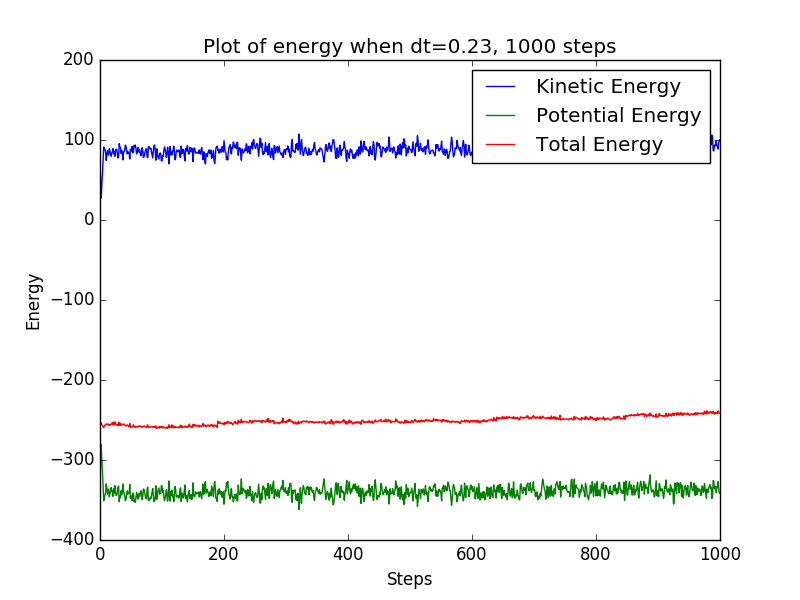 Plot of energy when dt=0.23, 1000 steps
200
100
0
−100
−200
−300
−400
Energy
Kinetic Energy
Potential Energy
Total Energy
0 200 400 600 800 1000
Steps